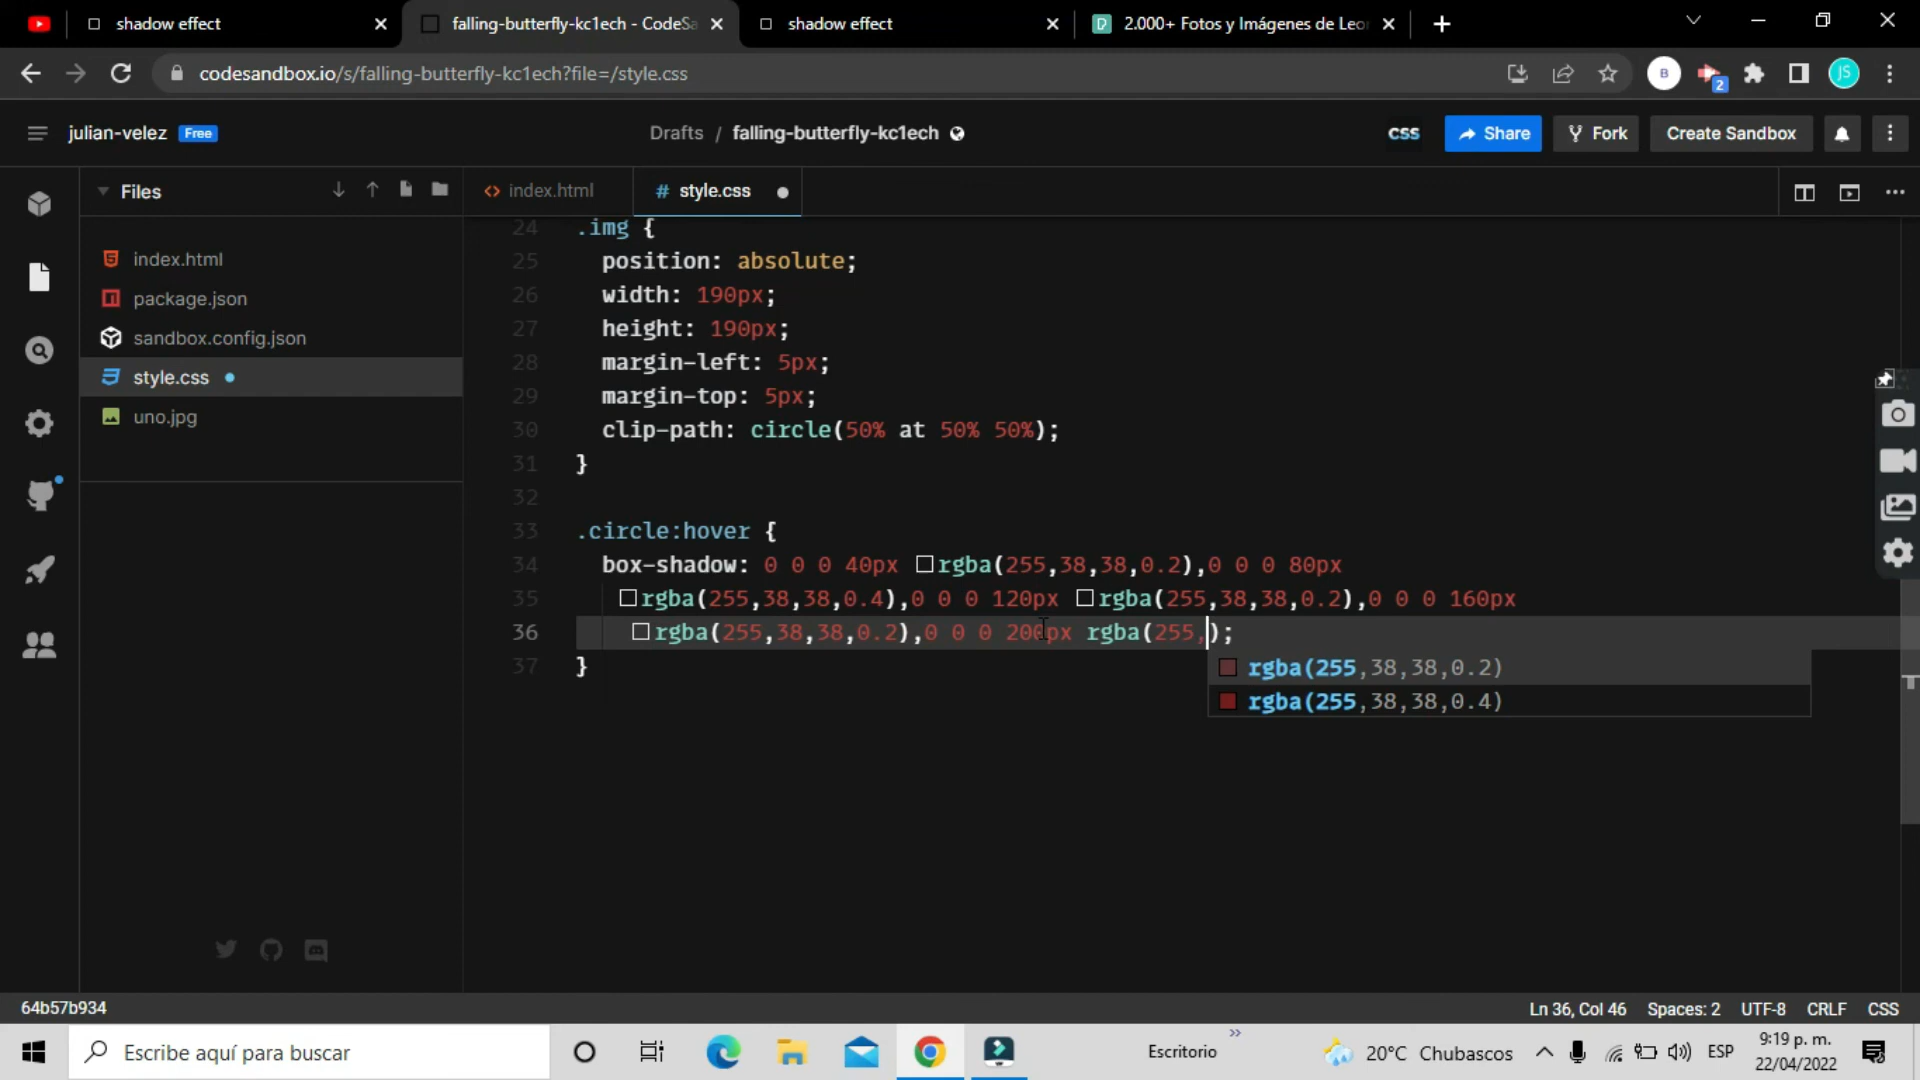 shadow effect
falling-butterfly-kc1ech - CodeSa
shadow effect
2.000+ Fotos y Imágenes de Leo
codesandbox.io/s/falling-butterfly-kc1ech?file=/style.css
B
2
JS
julian-velez Free
Drafts / falling-butterfly-kc1ech
CSS
Share
Fork
Create Sandbox
Files
index.html
# style.css
index.html
package.json
sandbox.config.json
style.css
uno.jpg
24 .img {
25 position: absolute;
26 width: 190px;
27 height: 190px;
28 margin-left: 5px;
29 margin-top: 5px;
30 clip-path: circle(50% at 50% 50%);
31 }
32
33 .circle:hover {
34 box-shadow: 0 0 0 40px rgba(255,38,38,0.2),0 0 0 80px
35 rgba(255,38,38,0.4),0 0 0 120px rgba(255,38,38,0.2),0 0 0 160px
36 rgba(255,38,38,0.2),0 0 0 200px rgba(255,);
37 }
rgba(255,38,38,0.2)
rgba(255,38,38,0.4)
64b57b934
Ln 36, Col 46 Spaces: 2 UTF-8 CRLF CSS
Escribe aquí para buscar
Escritorio
20°C Chubascos
ESP
9:19 p. m.
22/04/2022